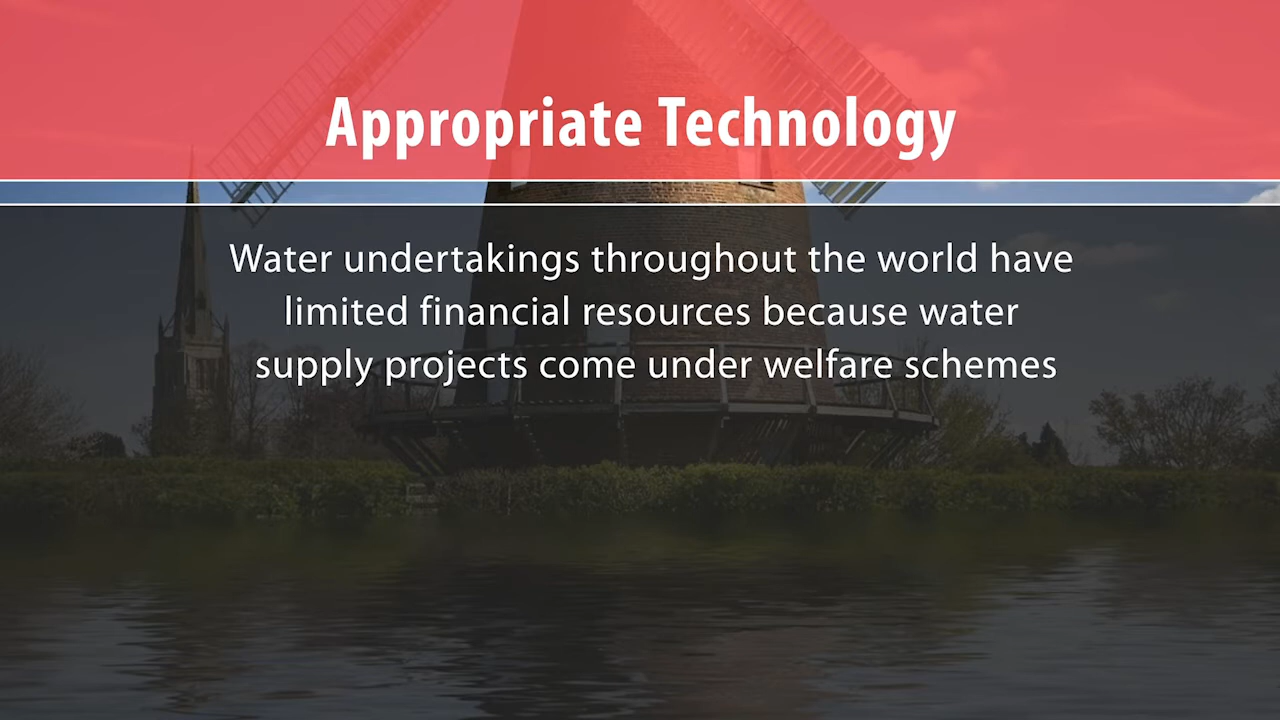 Appropriate Technology
Water undertakings throughout the world have
limited financial resources because water
supply projects come under welfare schemes